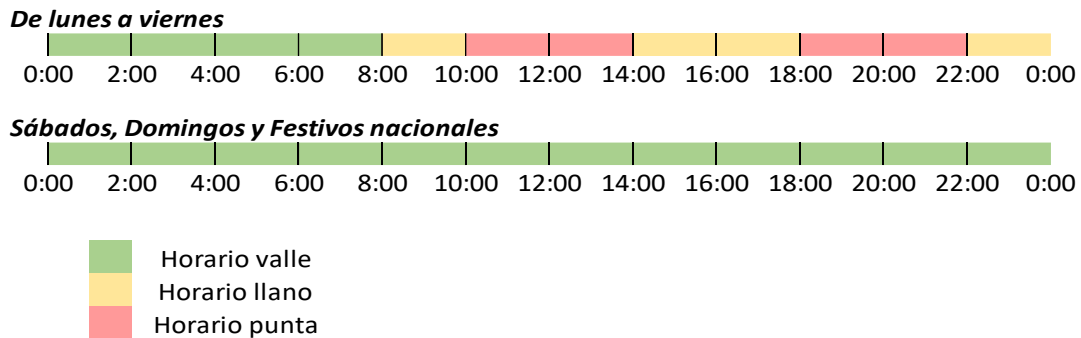 De lunes a viernes
0:00 2:00 4:00 6:00 8:00 10:00 12:00 14:00 16:00 18:00 20:00 22:00 0:00
Sábados, Domingos y Festivos nacionales
0:00 2:00 4:00 6:00 8:00 10:00 12:00 14:00 16:00 18:00 20:00 22:00 0:00
Horario valle
Horario llano
Horario punta